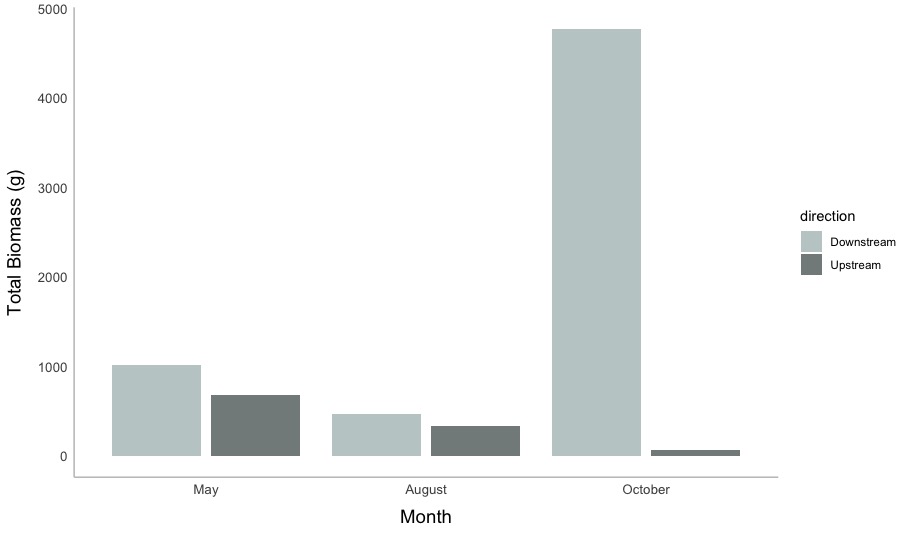 5000
4000
3000
2000
1000
0
Total Biomass (g)
May
August
October
Month
direction
Downstream
Upstream